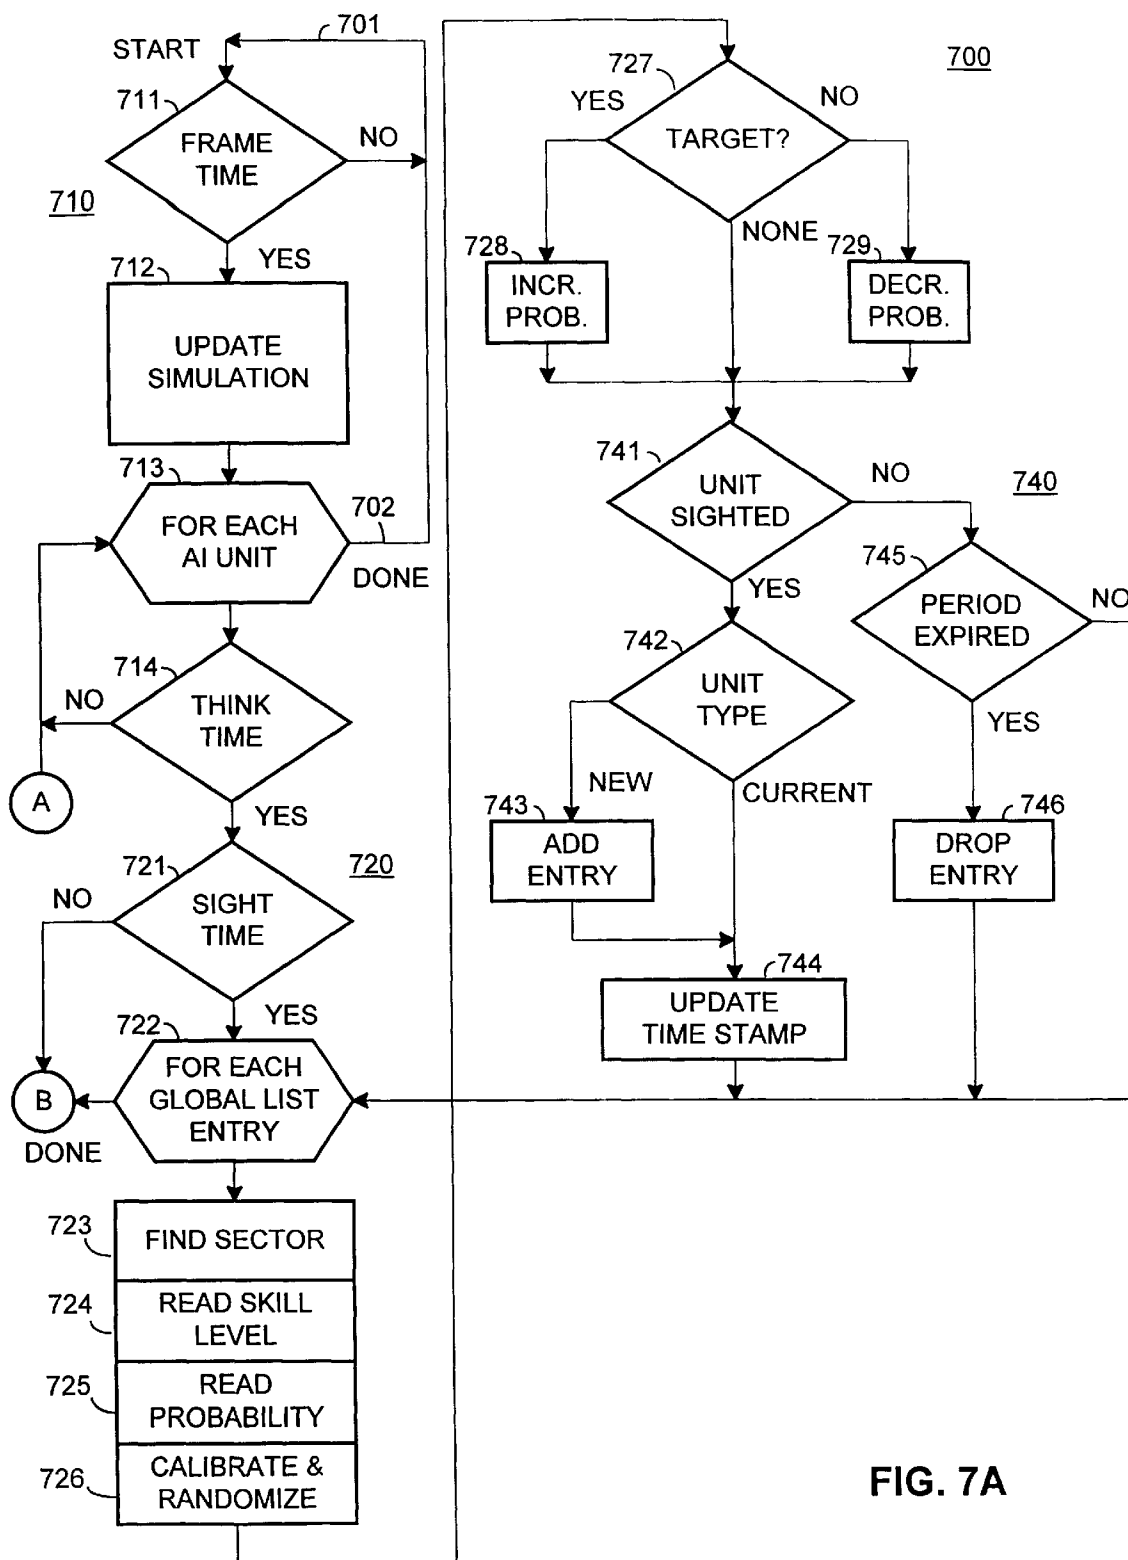 701
START
711
FRAME
TIME
NO
710
YES
712
UPDATE
SIMULATION
713
FOR EACH
AI UNIT
702
DONE
714
NO
THINK
TIME
A
YES
721
720
NO
SIGHT
TIME
YES
722
FOR EACH
GLOBAL LIST
ENTRY
B
DONE
723
FIND SECTOR
724
READ SKILL
LEVEL
725
READ
PROBABILITY
726
CALIBRATE &
RANDOMIZE
700
727
YES
NO
TARGET?
NONE
728
INCR.
PROB.
729
DECR.
PROB.
741
UNIT
SIGHTED
NO
740
YES
745
PERIOD
EXPIRED
NO
742
UNIT
TYPE
YES
NEW
CURRENT
743
ADD
ENTRY
746
DROP
ENTRY
744
UPDATE
TIME STAMP
FIG. 7A